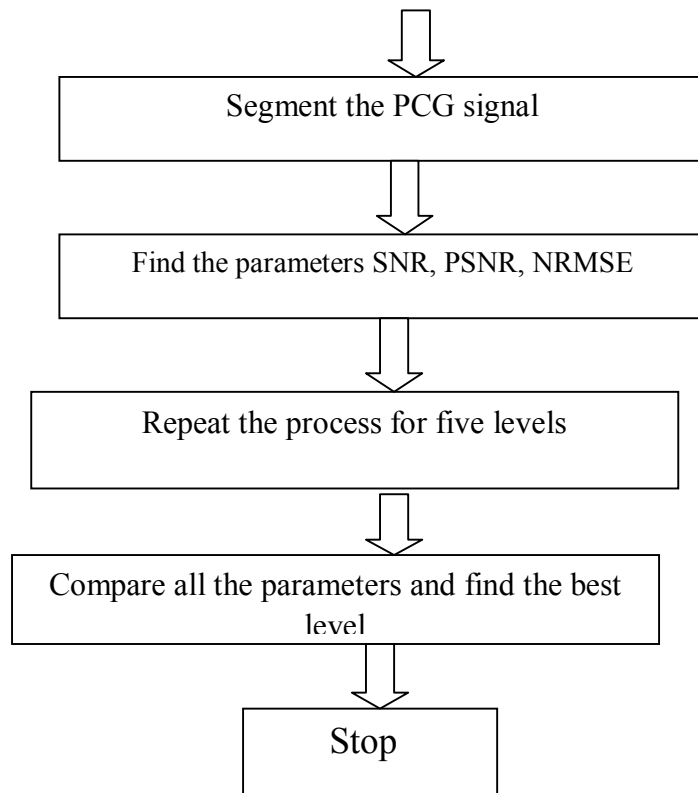 Segment the PCG signal
Find the parameters SNR, PSNR, NRMSE
Repeat the process for five levels
Compare all the parameters and find the best
level
Stop